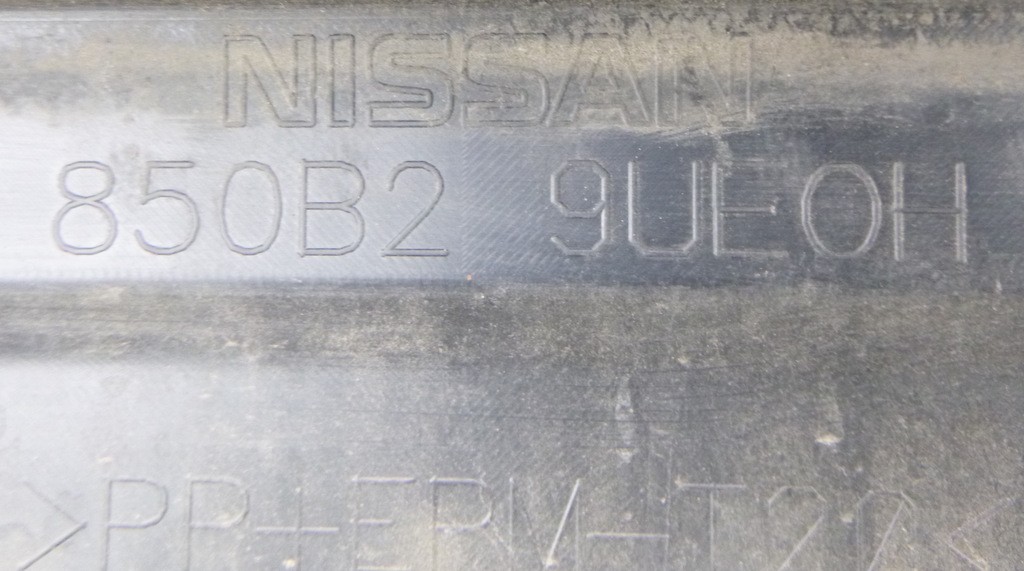 NISSAN
850B2 9UE0H
>PP+EPM-T20<